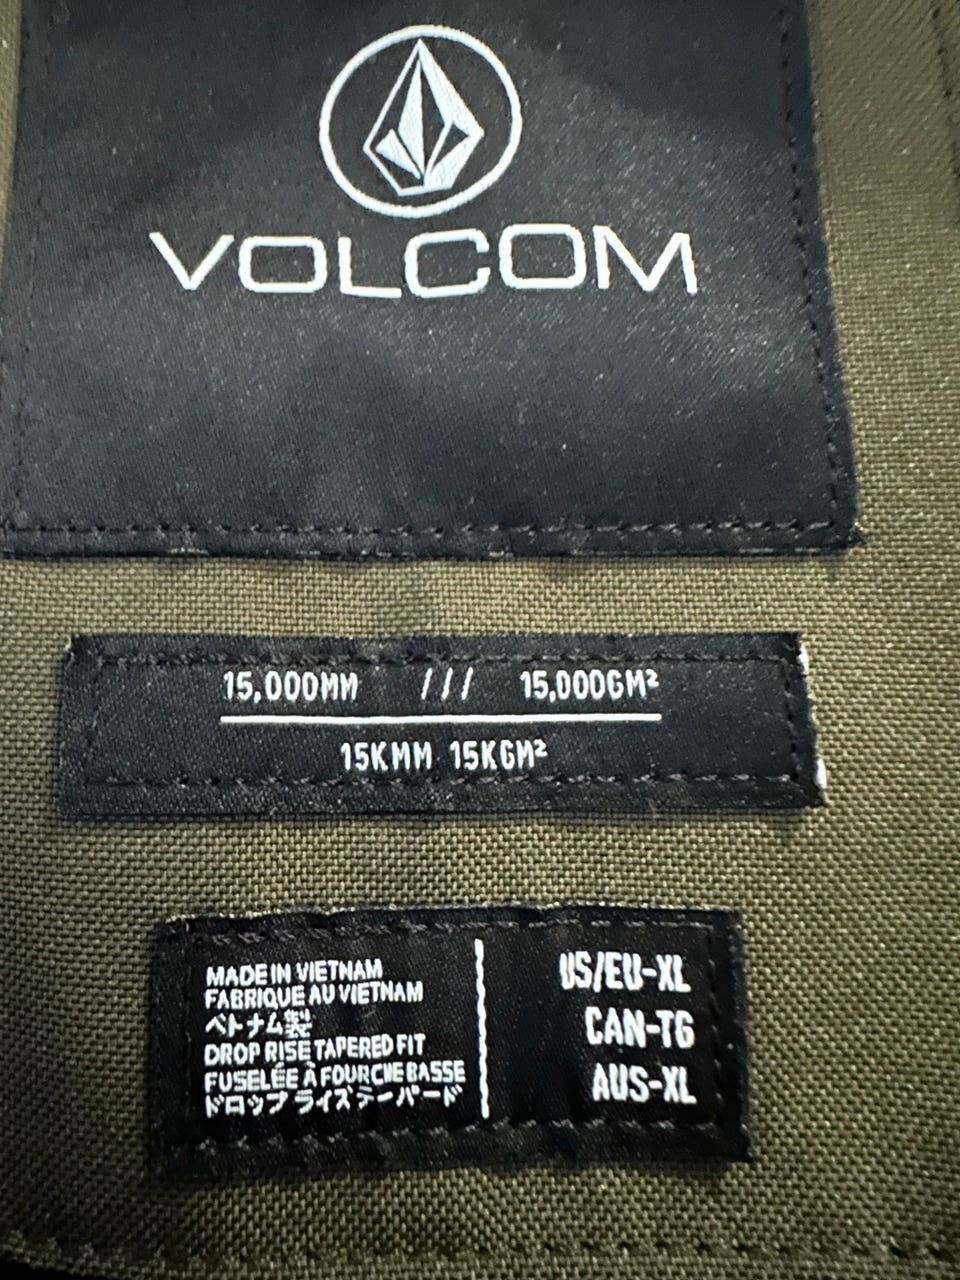 VOLCOM
15,000MM /// 15,000GM²
15KMM 15KGM²
MADE IN VIETNAM
FABRIQUE AU VIETNAM
ベトナム製
DROP RISE TAPERED FIT
FUSELÉE À FOURCHE BASSE
ドロップ ライズ テーパード
US/EU-XL
CAN-TG
AUS-XL